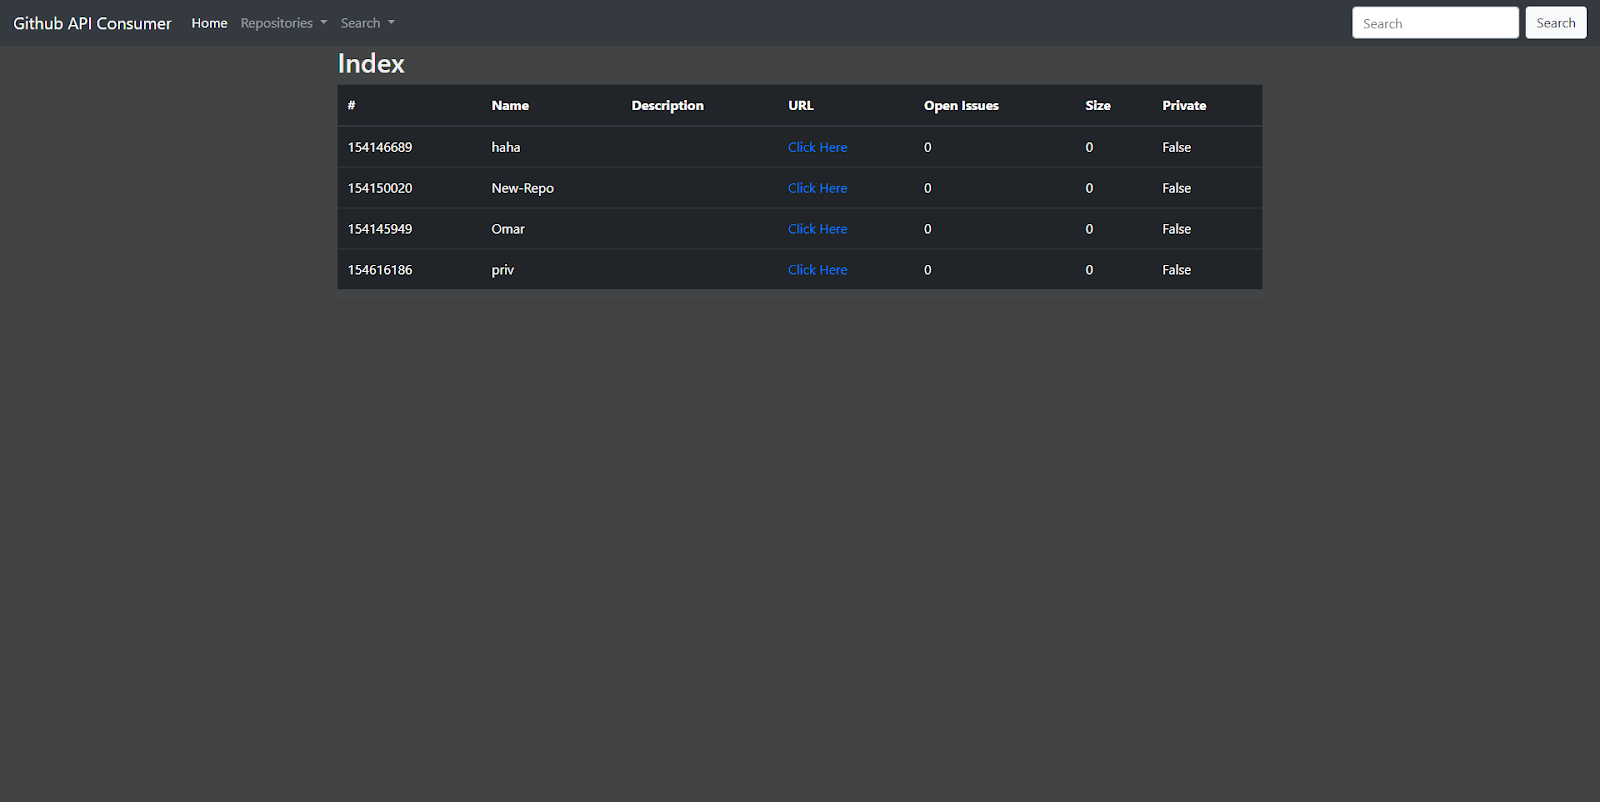 Github API Consumer Home Repositories Search Search Search
Index
# Name Description URL Open Issues Size Private
154146689 haha Click Here 0 0 False
154150020 New-Repo Click Here 0 0 False
154145949 Omar Click Here 0 0 False
154616186 priv Click Here 0 0 False